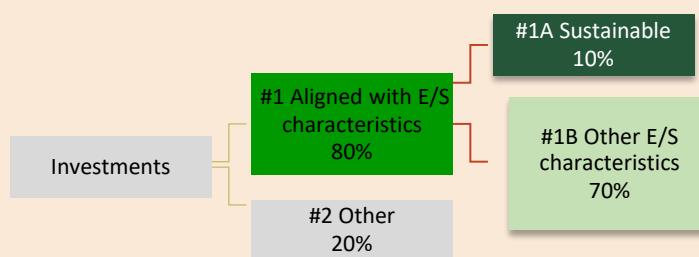 Investments
#1 Aligned with E/S
characteristics
80%
#2 Other
20%
#1A Sustainable
10%
#1B Other E/S
characteristics
70%